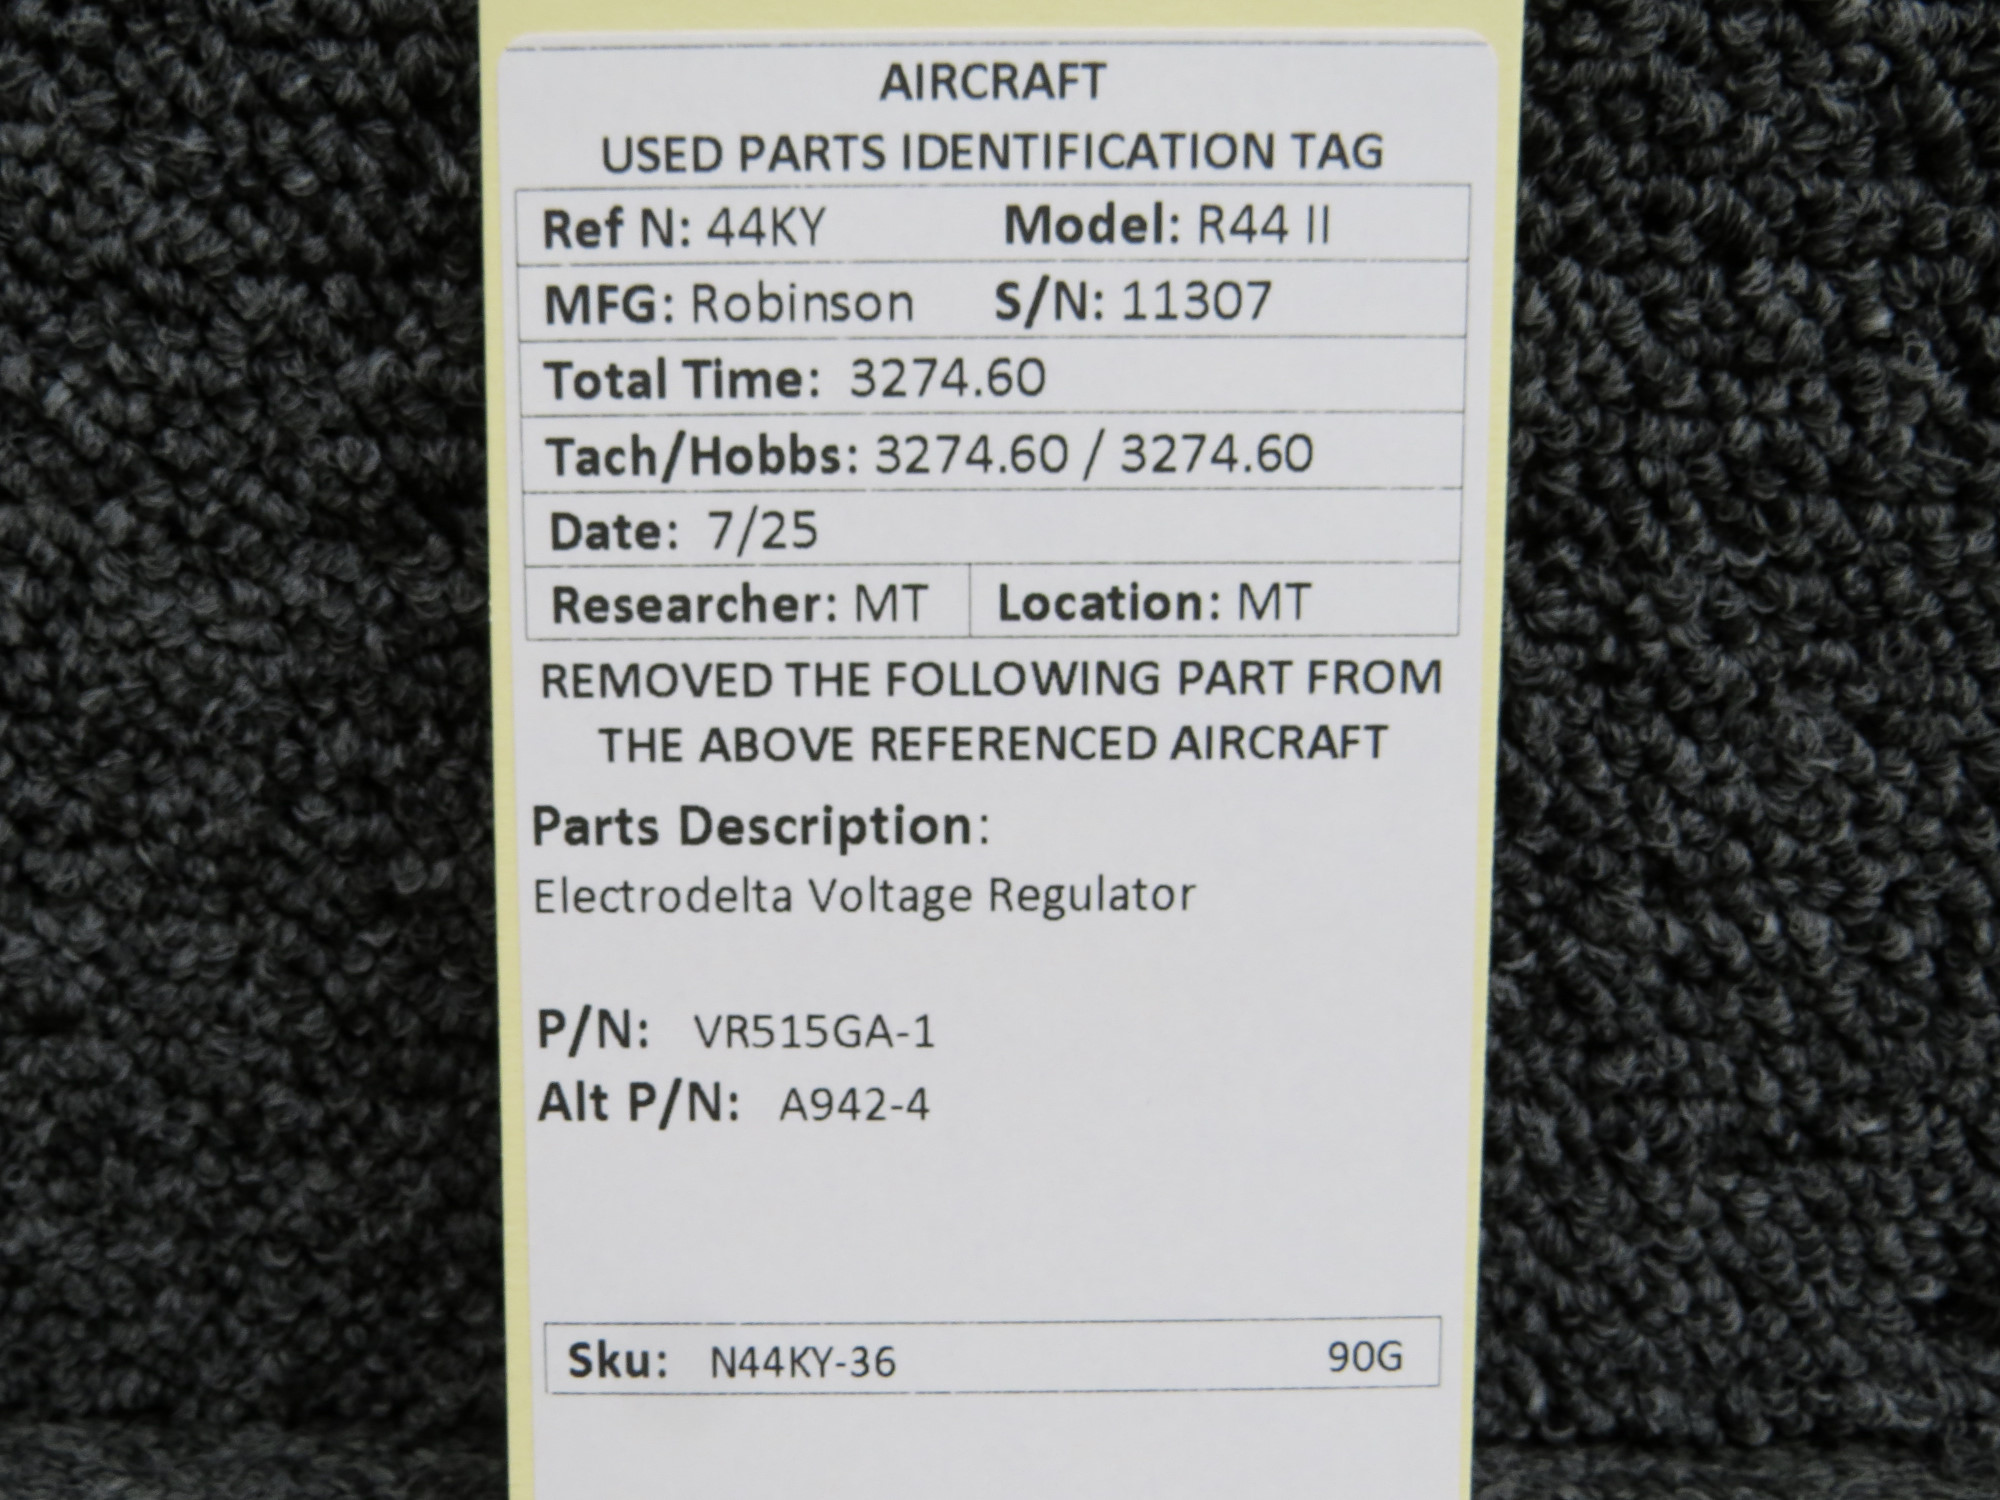 AIRCRAFT
USED PARTS IDENTIFICATION TAG
Ref N: 44KY Model: R44 II
MFG: Robinson S/N: 11307
Total Time: 3274.60
Tach/Hobbs: 3274.60 / 3274.60
Date: 7/25
Researcher: MT Location: MT
REMOVED THE FOLLOWING PART FROM
THE ABOVE REFERENCED AIRCRAFT
Parts Description:
Electrodelta Voltage Regulator
P/N: VR515GA-1
Alt P/N: A942-4
Sku: N44KY-36 90G